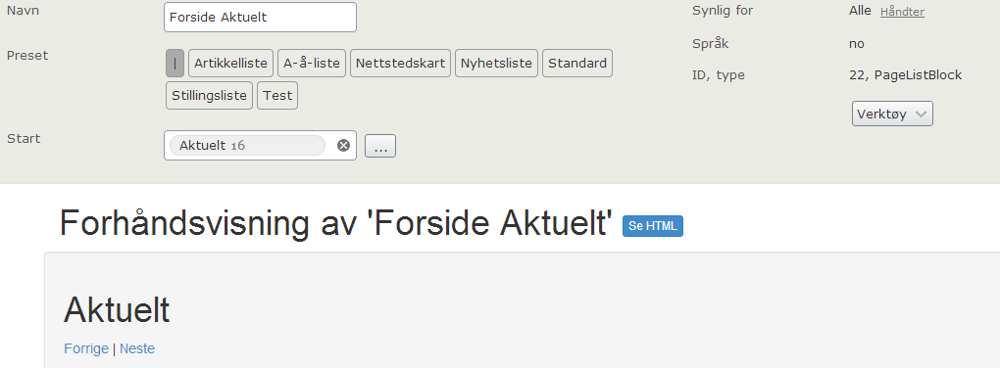 Navn Forside Aktuelt Synlig for Alle Håndter
Språk no
Preset | Artikkelliste A-å-liste Nettstedskart Nyhetsliste Standard
ID, type 22, PageListBlock
Stillingsliste Test
Verktøy
Start Aktuelt 16 ...
Forhåndsvisning av 'Forside Aktuelt' Se HTML
Aktuelt
Forrige | Neste